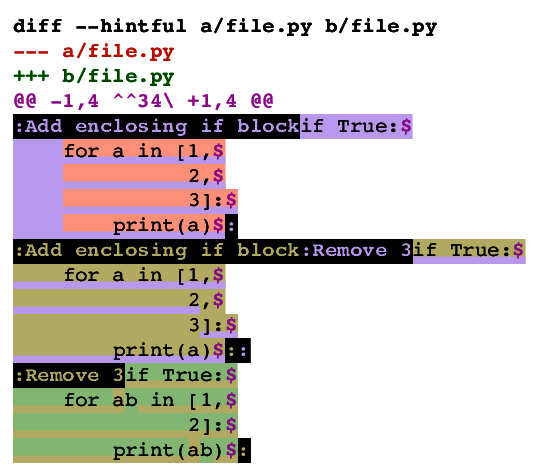 diff --hintful a/file.py b/file.py
--- a/file.py
+++ b/file.py
@@ -1,4 ^^34\ +1,4 @@
:Add enclosing if blockif True:$
    for a in [1,$
              2,$
              3]:$
        print(a)$:
:Add enclosing if block:Remove 3if True:$
    for a in [1,$
              2,$
              3]:$
        print(a)$::
:Remove 3if True:$
    for ab in [1,$
              2]:$
        print(ab)$: